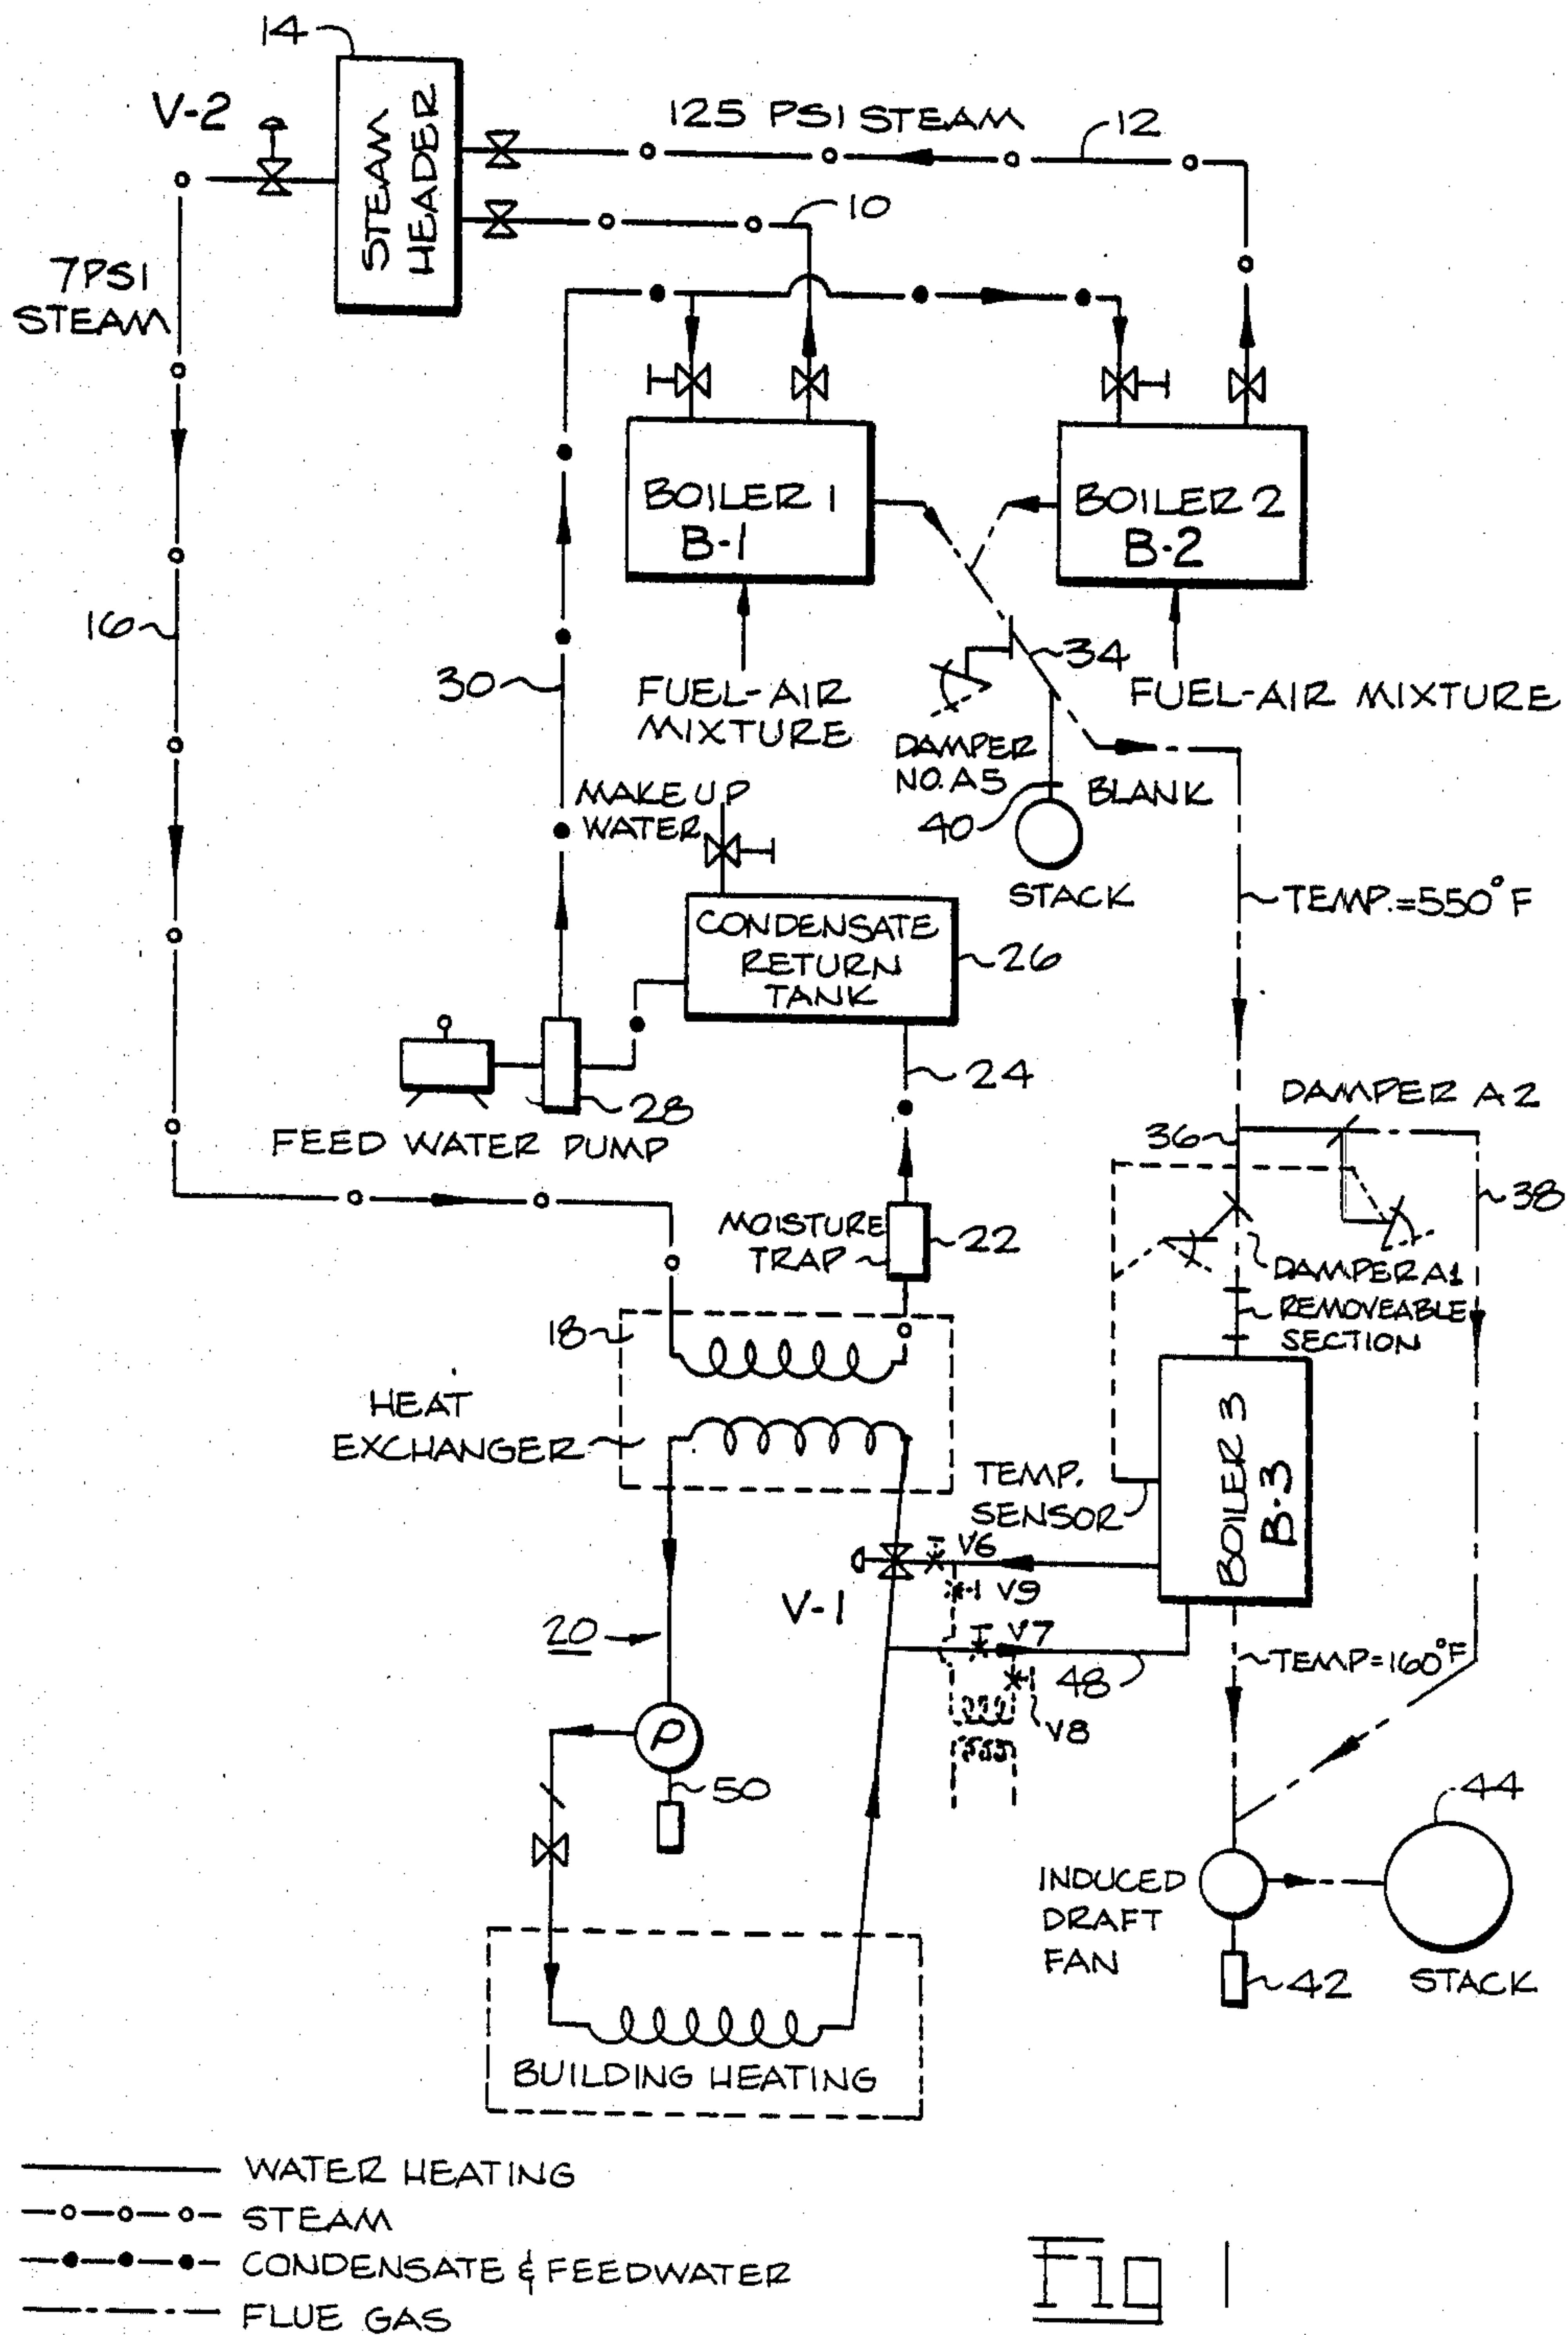 14
V-2
STEAM HEADER
125 PSI STEAM
12
10
7PSI
STEAM
BOILER 1
B-1
BOILER 2
B-2
16
30
FUEL-AIR
MIXTURE
34
FUEL-AIR MIXTURE
DAMPER
NO. A5
BLANK
40
STACK
MAKE UP
WATER
TEMP.=550°F
CONDENSATE
RETURN
TANK
26
24
28
FEED WATER PUMP
DAMPER A2
36
38
MOISTURE
TRAP
22
DAMPER A1
REMOVEABLE
SECTION
18
HEAT
EXCHANGER
TEMP.
SENSOR
BOILER 3
B-3
V6
V9
V-1
V7
20
48
TEMP=160°F
V8
P
50
44
INDUCED
DRAFT
FAN
42
STACK
BUILDING HEATING
WATER HEATING
STEAM
CONDENSATE & FEEDWATER
FLUE GAS
Fig 1